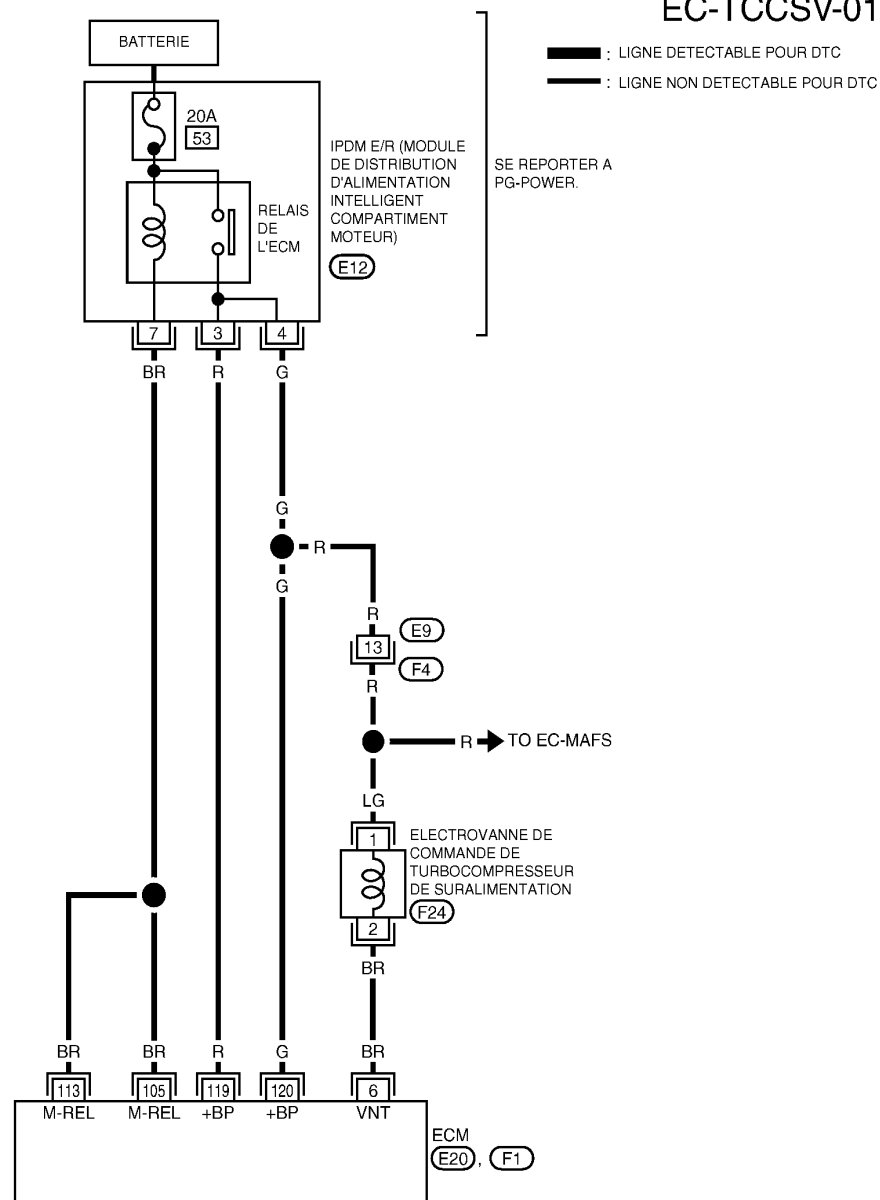 EC-TCCSV-01
BATTERIE
: LIGNE DETECTABLE POUR DTC
: LIGNE NON DETECTABLE POUR DTC
20A
53
IPDM E/R (MODULE
DE DISTRIBUTION
D'ALIMENTATION
INTELLIGENT
COMPARTIMENT
MOTEUR)
E12
SE REPORTER A
PG-POWER.
RELAIS
DE
L'ECM
7 3 4
BR R G
G
R
G
R
E9
13
F4
R
R TO EC-MAFS
LG
1
ELECTROVANNE DE
COMMANDE DE
TURBOCOMPRESSEUR
DE SURALIMENTATION
F24
2
BR
BR BR R G BR
113 105 119 120 6
M-REL M-REL +BP +BP VNT
ECM
E20 , F1